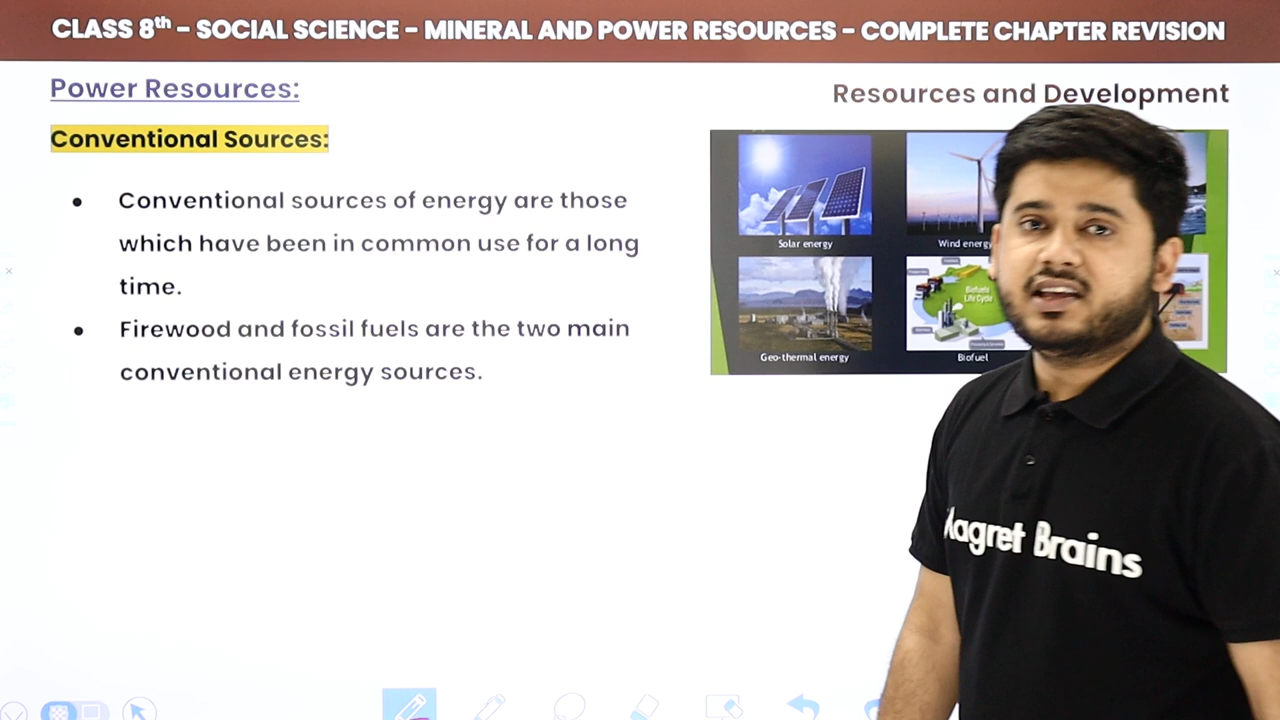 CLASS 8th – SOCIAL SCIENCE – MINERAL AND POWER RESOURCES – COMPLETE CHAPTER REVISION
Power Resources:
Resources and Development
Conventional Sources:
● Conventional sources of energy are those
which have been in common use for a long
time.
● Firewood and fossil fuels are the two main
conventional energy sources.
Solar energy
Wind energy
Biofuels
Life Cycle
Geo-thermal energy
Biofuel
Magnet Brains